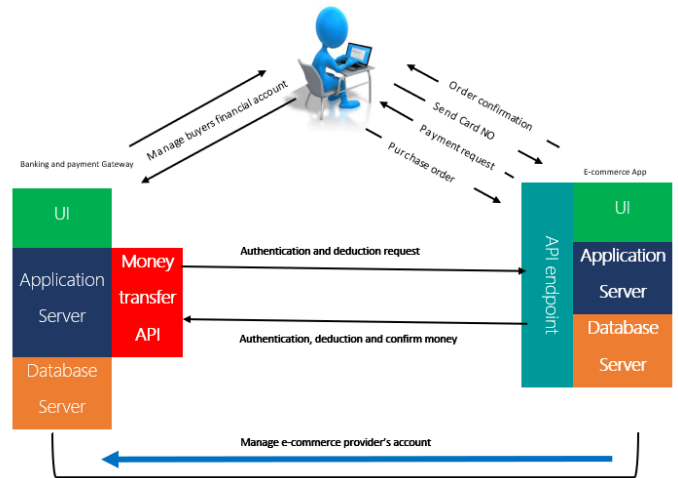 Order confirmation
Send Card NO
Payment request
Purchase order
Manage buyers financial account
Banking and payment Gateway
E-commerce App
UI
Application
Server
Database
Server
Money
transfer
API
Authentication and deduction request
Authentication, deduction and confirm money
API endpoint
UI
Application
Server
Database
Server
Manage e-commerce provider's account